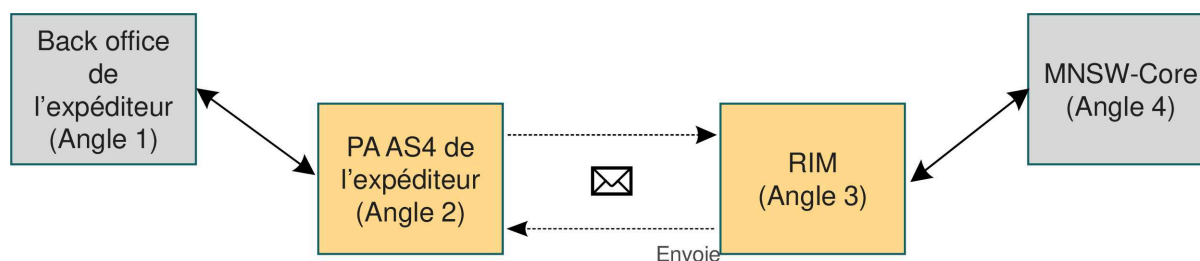 Back office
de
l’expéditeur
(Angle 1)
PA AS4 de
l’expéditeur
(Angle 2)
RIM
(Angle 3)
MNSW-Core
(Angle 4)
Envoie